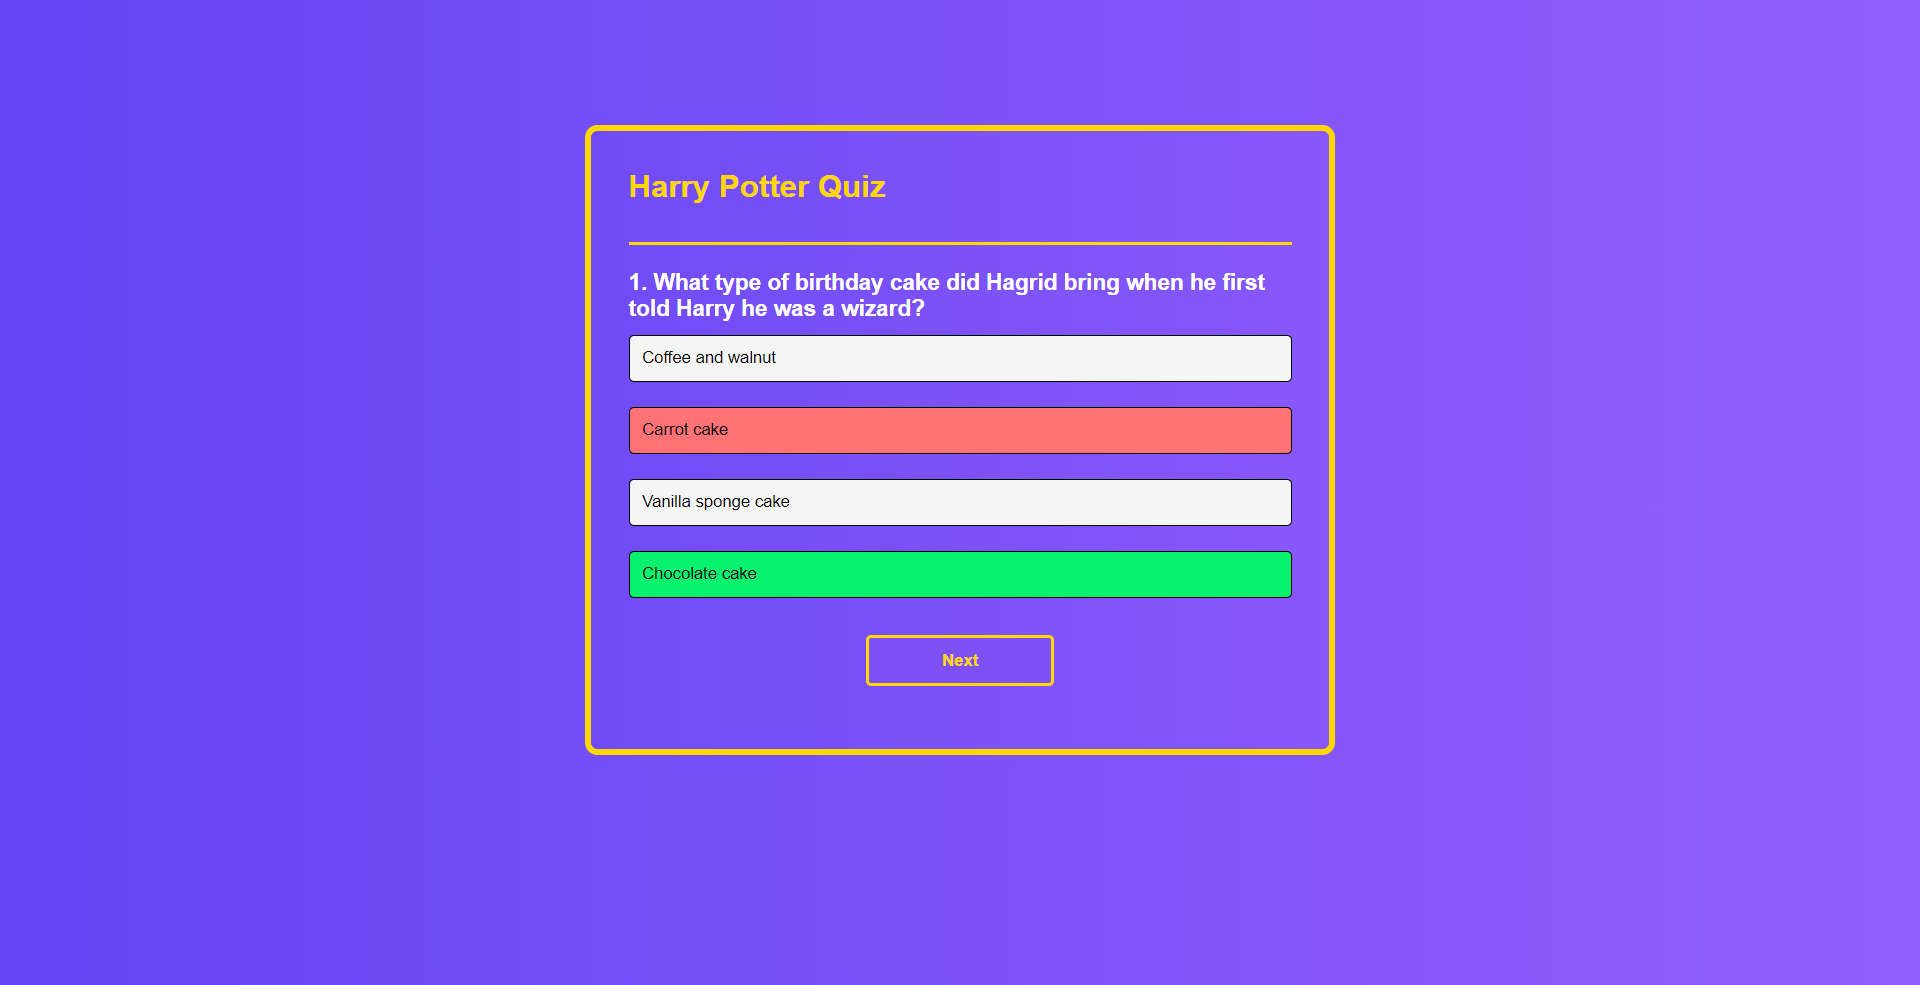 Harry Potter Quiz
1. What type of birthday cake did Hagrid bring when he first
told Harry he was a wizard?
Coffee and walnut
Carrot cake
Vanilla sponge cake
Chocolate cake
Next